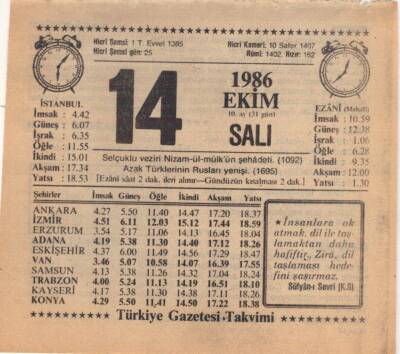 Hicri Şemsi: 1 T. Evvel 1365
Hicri Şemsi gün: 25
Hicri Kameri: 10 Safer 1407
Rûmi: 1402, Hızır: 162
14
1986
EKİM
10. ay (31 gün)
SALI
İSTANBUL
İmsak : 4.42
Güneş : 6.07
İşrak : 6.35
Öğle : 11.55
İkindi : 15.01
Akşam : 17.34
Yatsı : 18.53
EZÂNİ (Mahalli)
İmsak : 10.59
Güneş : 12.38
İşrak : 1.06
Öğle : 6.28
İkindi : 9.35
Akşam : 12.00
Yatsı : 1.30
Selçuklu veziri Nizam-ül-mülk'ün şehâdeti. (1092)
Azak Türklerinin Rusları yenişi. (1695)
[Ezânî sâat 2 dak. ileri alınır—Gündüzün kısalması 2 dak.]
Şehirler İmsak Güneş Öğle İkindi Akşam Yatsı
ANKARA 4.27 5.50 11.40 14.47 17.20 18.37
İZMİR 4.51 6.11 12.03 15.12 17.44 18.59
ERZURUM 3.54 5.17 11.06 14.13 16.45 18.04
ADANA 4.19 5.38 11.30 14.40 17.12 18.26
ESKİŞEHİR 4.37 6.00 11.49 14.56 17.29 18.47
VAN 3.46 5.07 10.58 14.07 16.39 17.55
SAMSUN 4.13 5.38 11.26 14.32 17.04 18.24
TRABZON 4.00 5.24 11.13 14.19 16.51 18.10
KAYSERİ 4.17 5.38 11.30 14.38 17.11 18.26
KONYA 4.29 5.50 11.41 14.50 17.22 18.38
★İnsanlara ok
atmak, dil ile taş-
lamaktan daha
hafiftir. Zirâ, dil
taşlaması hede-
fini şaşırmaz.
Süfyân-ı Sevri (K.S)
★★★★★★★ Türkiye Gazetesi Takvimi ★★★★★★★